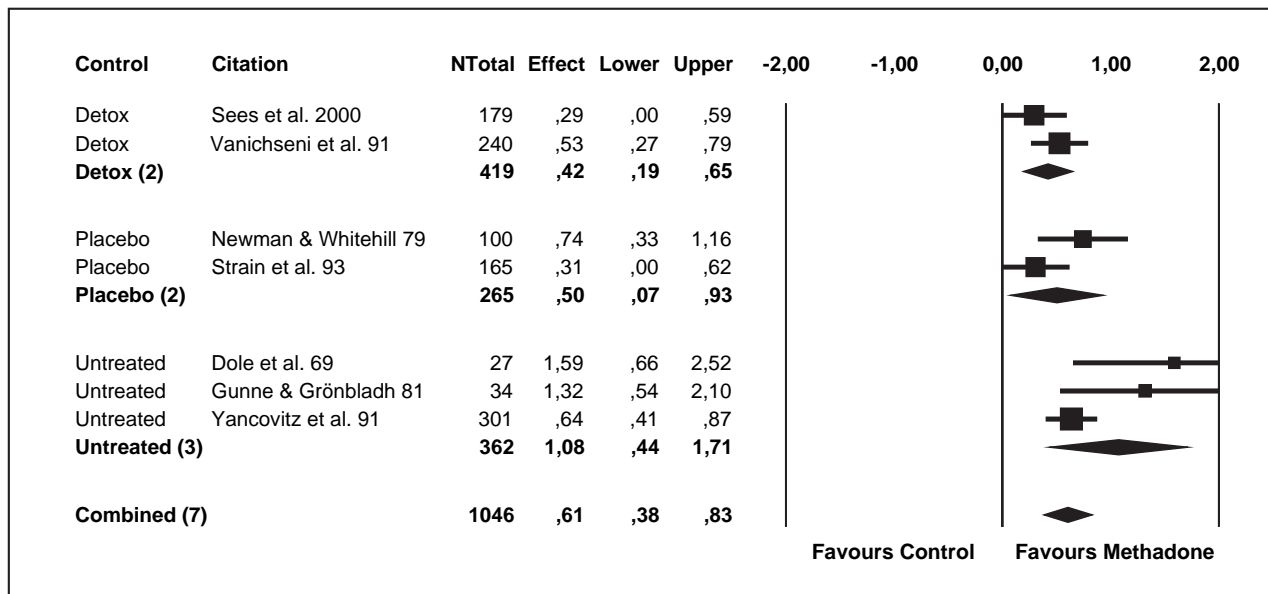 Control Citation NTotal Effect Lower Upper -2,00 -1,00 0,00 1,00 2,00
Detox Sees et al. 2000 179 ,29 ,00 ,59
Detox Vanichseni et al. 91 240 ,53 ,27 ,79
Detox (2) 419 ,42 ,19 ,65
Placebo Newman & Whitehill 79 100 ,74 ,33 1,16
Placebo Strain et al. 93 165 ,31 ,00 ,62
Placebo (2) 265 ,50 ,07 ,93
Untreated Dole et al. 69 27 1,59 ,66 2,52
Untreated Gunne & Grönbladh 81 34 1,32 ,54 2,10
Untreated Yancovitz et al. 91 301 ,64 ,41 ,87
Untreated (3) 362 1,08 ,44 1,71
Combined (7) 1046 ,61 ,38 ,83
Favours Control Favours Methadone